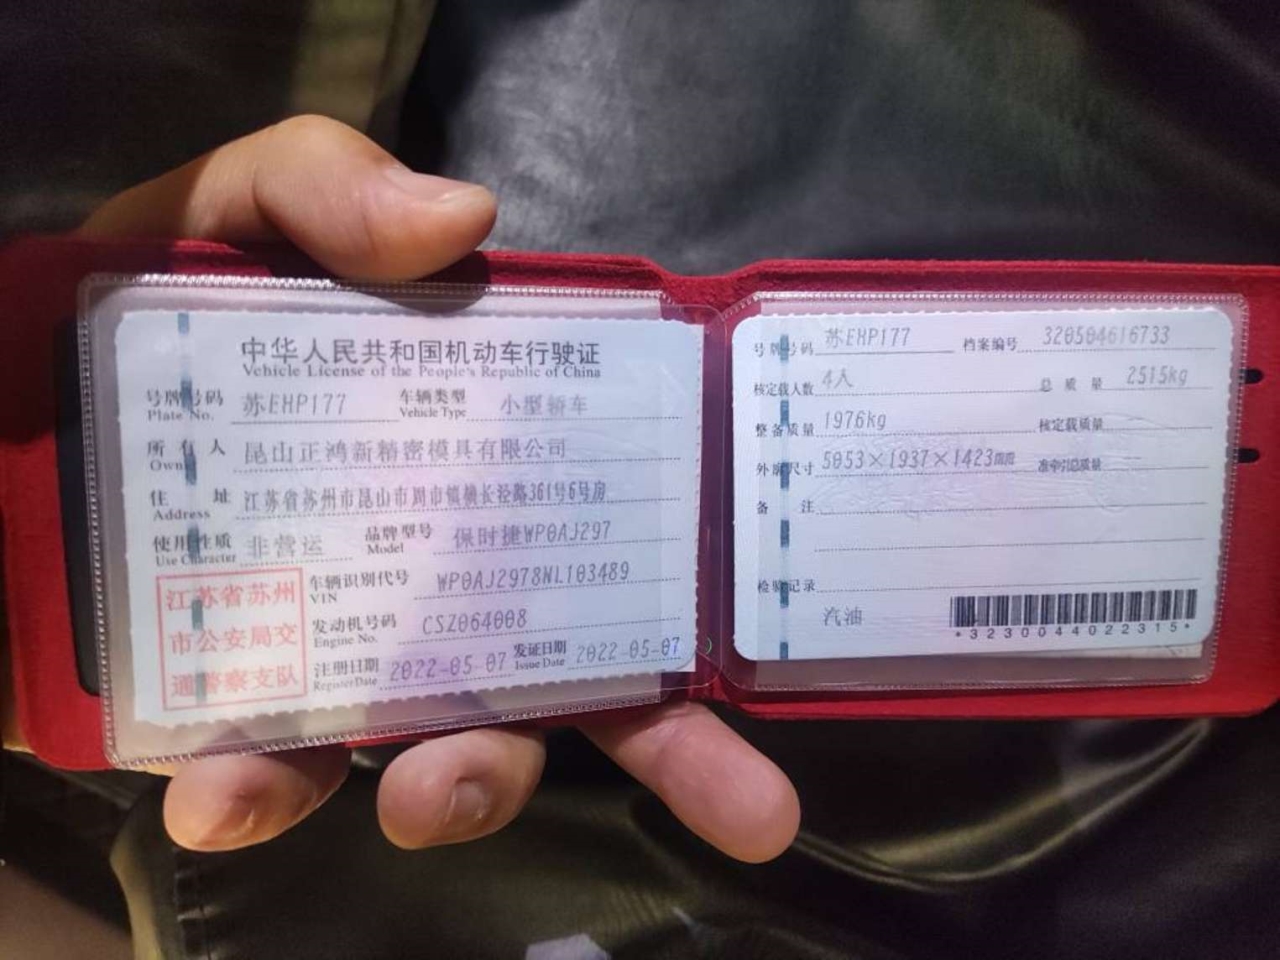 中华人民共和国机动车行驶证
Vehicle License of the People's Republic of China
号牌号码 苏EHP177 车辆类型 小型轿车
Plate No. Vehicle Type
所有人 昆山正鸿新精密模具有限公司
Owner
住址 江苏省苏州市昆山市周市镇横长泾路361号6号房
Address
使用性质 非营运 品牌型号 保时捷WP0AJ297
Use Character Model
江苏省苏州
市公安局交
通警察支队
车辆识别代号 WP0AJ2978NL103489
VIN
发动机号码 CSZ064008
Engine No.
注册日期 2022-05-07 发证日期 2022-05-07
Register Date Issue Date
号牌号码 苏EHP177 档案编号 320504616733
核定载人数 4人 总质量 2515kg
整备质量 1976kg 核定载质量
外廓尺寸 5053×1937×1423mm 准牵引总质量
备注
检验记录
汽油
*3230044022315*